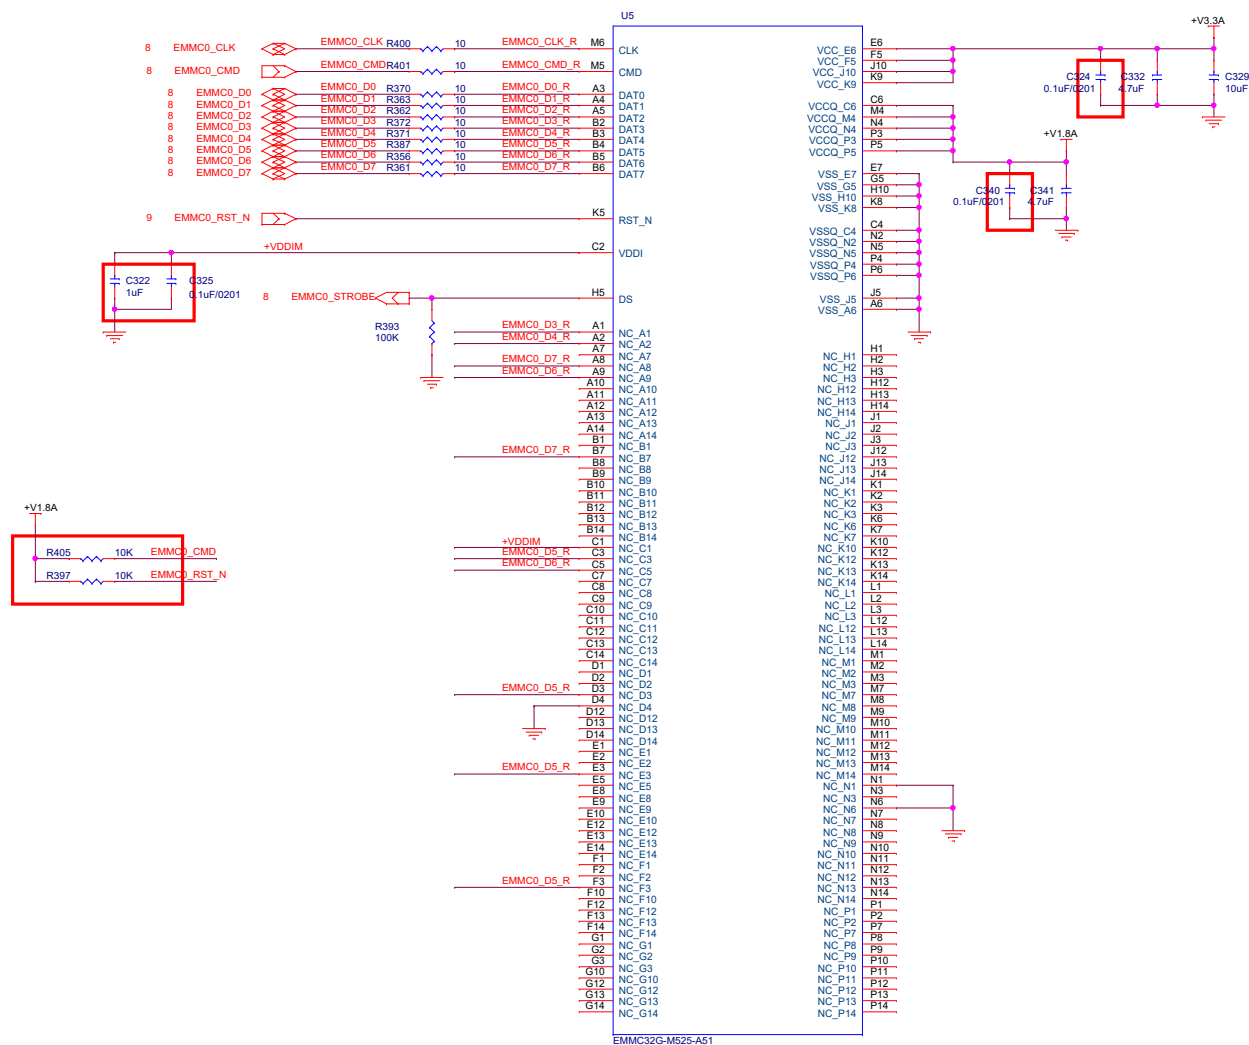 U5
+V3.3A
8 EMMC0_CLK EMMC0_CLK R400 10 EMMC0_CLK_R M6 CLK
8 EMMC0_CMD EMMC0_CMD R401 10 EMMC0_CMD_R M5 CMD
8 EMMC0_D0 EMMC0_D0 R370 10 EMMC0_D0_R A3 DAT0
8 EMMC0_D1 EMMC0_D1 R363 10 EMMC0_D1_R A4 DAT1
8 EMMC0_D2 EMMC0_D2 R362 10 EMMC0_D2_R A5 DAT2
8 EMMC0_D3 EMMC0_D3 R372 10 EMMC0_D3_R B2 DAT3
8 EMMC0_D4 EMMC0_D4 R371 10 EMMC0_D4_R B3 DAT4
8 EMMC0_D5 EMMC0_D5 R387 10 EMMC0_D5_R B4 DAT5
8 EMMC0_D6 EMMC0_D6 R356 10 EMMC0_D6_R B5 DAT6
8 EMMC0_D7 EMMC0_D7 R361 10 EMMC0_D7_R B6 DAT7
9 EMMC0_RST_N K5 RST_N
+VDDIM C2 VDDI
C322 1uF
C325 0.1uF/0201
8 EMMC0_STROBE H5 DS
R393
100K
EMMC0_D3_R A1 NC_A1
EMMC0_D4_R A2 NC_A2
A7 NC_A7
EMMC0_D7_R A8 NC_A8
EMMC0_D6_R A9 NC_A9
A10 NC_A10
A11 NC_A11
A12 NC_A12
A13 NC_A13
A14 NC_A14
B1 NC_B1
EMMC0_D7_R B7 NC_B7
B8 NC_B8
B9 NC_B9
B10 NC_B10
B11 NC_B11
B12 NC_B12
B13 NC_B13
B14 NC_B14
+VDDIM C1 NC_C1
EMMC0_D5_R C3 NC_C3
EMMC0_D6_R C5 NC_C5
C7 NC_C7
C8 NC_C8
C9 NC_C9
C10 NC_C10
C11 NC_C11
C12 NC_C12
C13 NC_C13
C14 NC_C14
D1 NC_D1
D2 NC_D2
EMMC0_D5_R D3 NC_D3
D4 NC_D4
D12 NC_D12
D13 NC_D13
D14 NC_D14
E1 NC_E1
E2 NC_E2
EMMC0_D5_R E3 NC_E3
E5 NC_E5
E8 NC_E8
E9 NC_E9
E10 NC_E10
E12 NC_E12
E13 NC_E13
E14 NC_E14
F1 NC_F1
F2 NC_F2
EMMC0_D5_R F3 NC_F3
F10 NC_F10
F12 NC_F12
F13 NC_F13
F14 NC_F14
G1 NC_G1
G2 NC_G2
G3 NC_G3
G10 NC_G10
G12 NC_G12
G13 NC_G13
G14 NC_G14
+V1.8A
R405 10K EMMC0_CMD
R397 10K EMMC0_RST_N
VCC_E6 E6
VCC_F5 F5
VCC_J10 J10
VCC_K9 K9
C324 0.1uF/0201
C332 4.7uF
C329 10uF
VCCQ_C6 C6
VCCQ_M4 M4
VCCQ_N4 N4
VCCQ_P3 P3
VCCQ_P5 P5
+V1.8A
C340 0.1uF/0201
C341 4.7uF
VSS_E7 E7
VSS_G5 G5
VSS_H10 H10
VSS_K8 K8
VSSQ_C4 C4
VSSQ_N2 N2
VSSQ_N5 N5
VSSQ_P4 P4
VSSQ_P6 P6
VSS_J5 J5
VSS_A6 A6
NC_H1 H1
NC_H2 H2
NC_H3 H3
NC_H12 H12
NC_H13 H13
NC_H14 H14
NC_J1 J1
NC_J2 J2
NC_J3 J3
NC_J12 J12
NC_J13 J13
NC_J14 J14
NC_K1 K1
NC_K2 K2
NC_K3 K3
NC_K6 K6
NC_K7 K7
NC_K10 K10
NC_K12 K12
NC_K13 K13
NC_K14 K14
NC_L1 L1
NC_L2 L2
NC_L3 L3
NC_L12 L12
NC_L13 L13
NC_L14 L14
NC_M1 M1
NC_M2 M2
NC_M3 M3
NC_M7 M7
NC_M8 M8
NC_M9 M9
NC_M10 M10
NC_M11 M11
NC_M12 M12
NC_M13 M13
NC_M14 M14
NC_N1 N1
NC_N3 N3
NC_N6 N6
NC_N7 N7
NC_N8 N8
NC_N9 N9
NC_N10 N10
NC_N11 N11
NC_N12 N12
NC_N13 N13
NC_N14 N14
NC_P1 P1
NC_P2 P2
NC_P7 P7
NC_P8 P8
NC_P9 P9
NC_P10 P10
NC_P11 P11
NC_P12 P12
NC_P13 P13
NC_P14 P14
EMMC32G-M525-A51